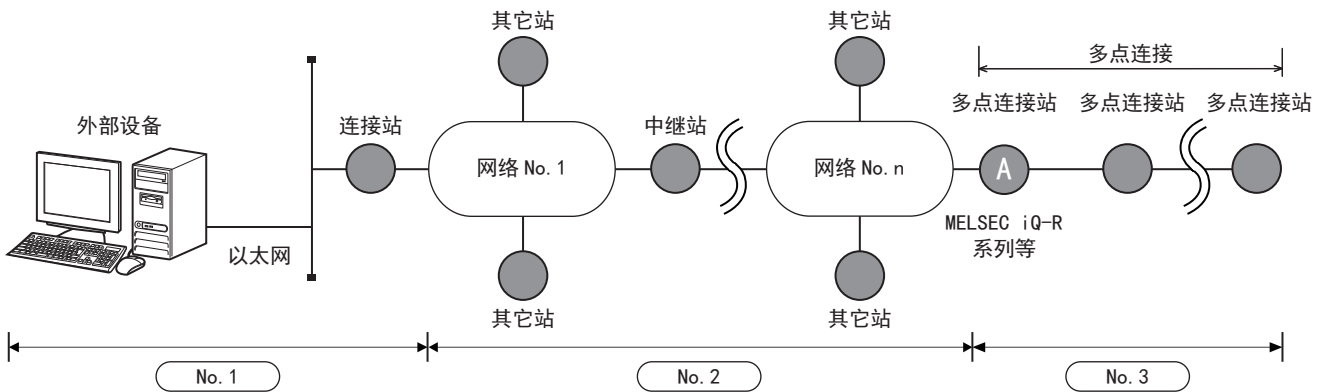 其它站
其它站
多点连接
外部设备
连接站
中继站
多点连接站
多点连接站
多点连接站
网络 No. 1
网络 No. n
A
以太网
MELSEC iQ-R
系列等
其它站
其它站
No. 1
No. 2
No. 3